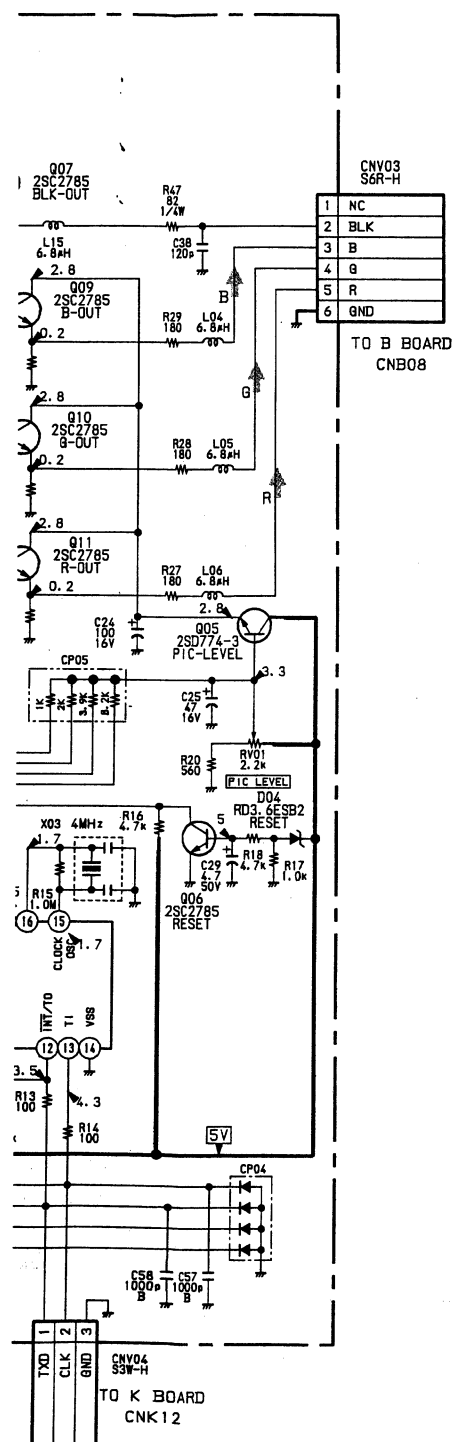 Q07
2SC2785
BLK-OUT
R47
82
1/4W
CNV03
S6R-H
1 NC
2 BLK
3 B
4 G
5 R
6 GND
TO B BOARD
CNB08
L15
6.8μH
C38
120p
2.8
Q09
2SC2785
B-OUT
B
R29
180
L04
6.8μH
0.2
G
2.8
Q10
2SC2785
G-OUT
R28
180
L05
6.8μH
0.2
R
2.8
Q11
2SC2785
R-OUT
R27
180
L06
6.8μH
0.2
2.8
C24
100
16V
Q05
2SD774-3
PIC-LEVEL
CP05
1K
2K
3.9K
8.2K
3.3
C25
47
16V
R20
560
RV01
2.2k
PIC LEVEL
D04
RD3.6ESB2
RESET
X03 4MHz
R16
4.7k
5
1.7
C29
4.7
50V
R18
4.7k
R17
1.0k
R15
1.0M
Q06
2SC2785
RESET
16
15
CLOCK
OSC
1.7
INT/TO
TI
VSS
12
13
14
3.5
R13
100
4.3
R14
100
5V
CP04
C58
1000p
B
C57
1000p
B
1
2
3
TXD
CLK
GND
CNV04
S3W-H
TO K BOARD
CNK12